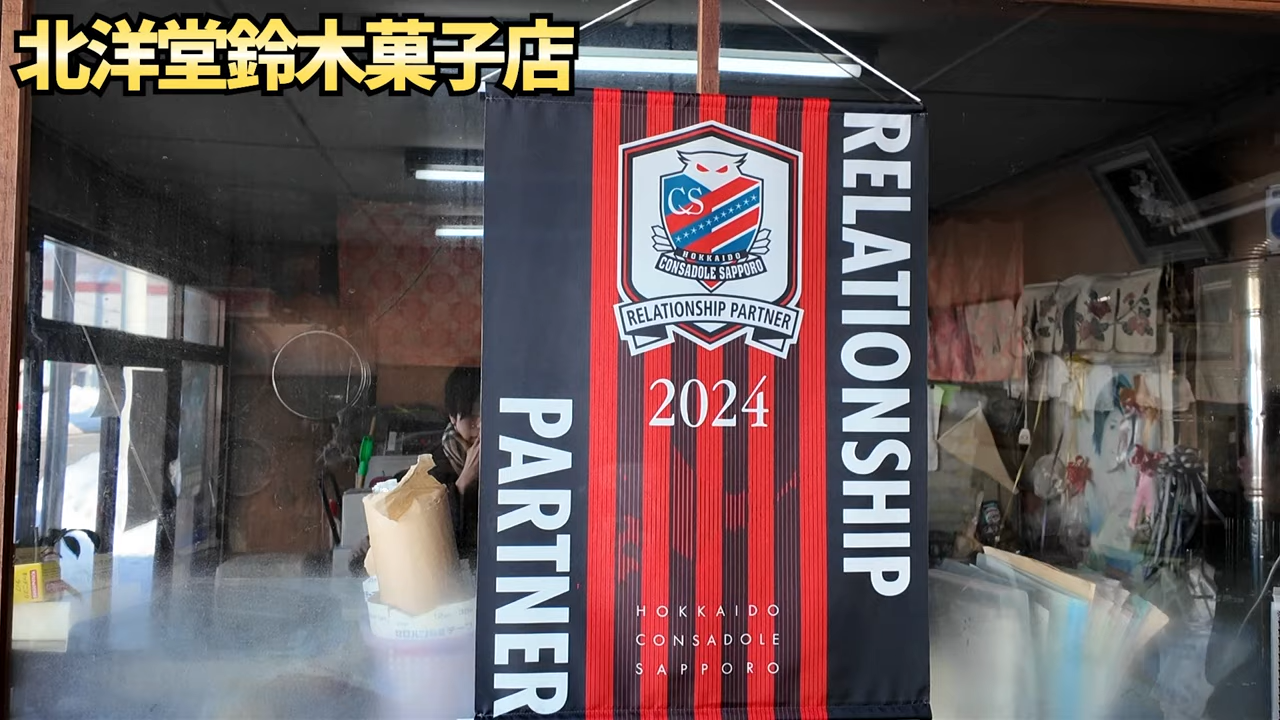 北洋堂鈴木菓子店
CS
HOKKAIDO
CONSADOLE SAPPORO
RELATIONSHIP PARTNER
2024
RELATIONSHIP
PARTNER
HOKKAIDO
CONSADOLE
SAPPORO